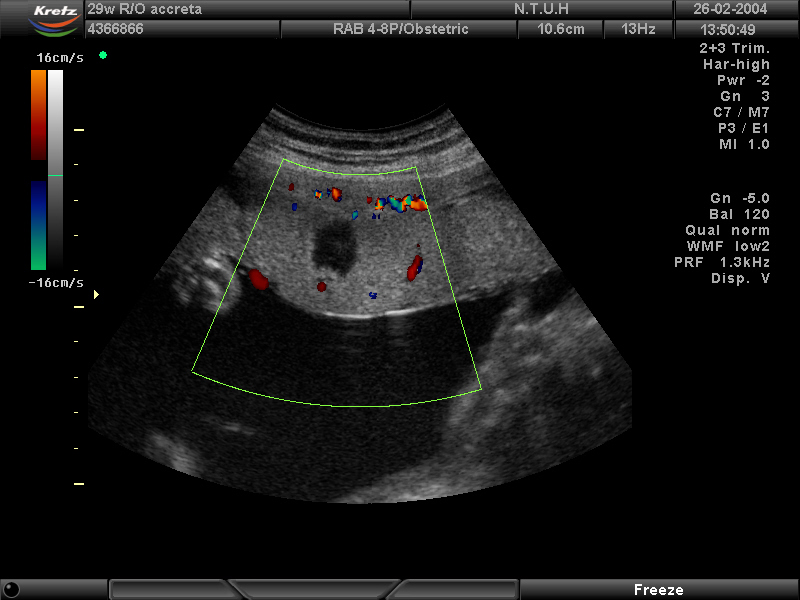 Kretz
29w R/O accreta N.T.U.H 26-02-2004
4366866 RAB 4-8P/Obstetric 10.6cm 13Hz 13:50:49
2+3 Trim.
Har-high
Pwr -2
Gn 3
C7 / M7
P3 / E1
MI 1.0
16cm/s
-16cm/s
Gn -5.0
Bal 120
Qual norm
WMF low2
PRF 1.3kHz
Disp. V
Freeze